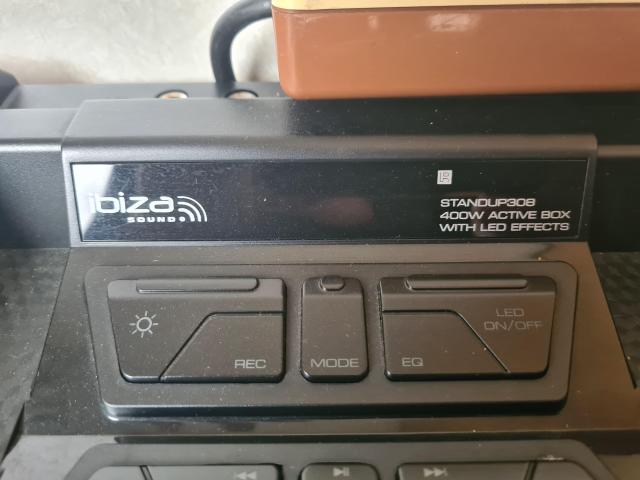 ibiza
SOUND
STANDUP308
400W ACTIVE BOX
WITH LED EFFECTS
REC
MODE
EQ
LED
ON/OFF